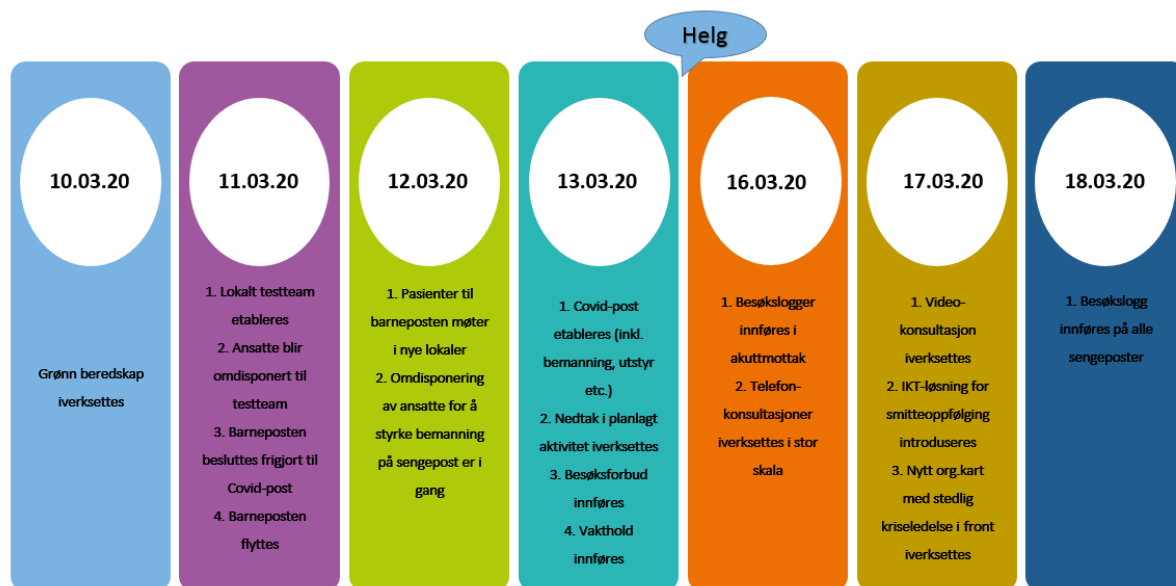 Helg
10.03.20
Grønn beredskap
iverksettes
11.03.20
1. Lokalt testteam
etableres
2. Ansatte blir
omdisponert til
testteam
3. Barneposten
besluttes frigjort til
Covid-post
4. Barneposten
flyttes
12.03.20
1. Pasienter til
barneposten møter
i nye lokaler
2. Omdisponering
av ansatte for å
styrke bemanning
på sengepost er i
gang
13.03.20
1. Covid-post
etableres (inkl.
bemanning, utstyr
etc.)
2. Nedtak i planlagt
aktivitet iverksettes
3. Besøksforbud
innføres
4. Vakthold
innføres
16.03.20
1. Besøkslogger
innføres i
akuttmottak
2. Telefon-
konsultasjoner
iverksettes i stor
skala
17.03.20
1. Video-
konsultasjon
iverksettes
2. IKT-løsning for
smitteoppfølging
introduseres
3. Nytt org.kart
med stedlig
kriseledelse i front
iverksettes
18.03.20
1. Besøkslogg
innføres på alle
sengeposter